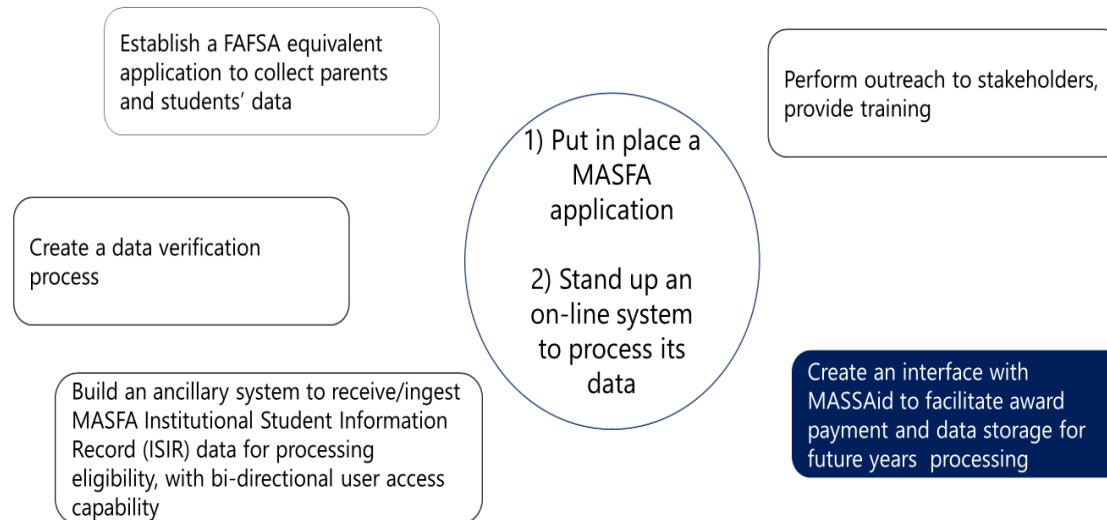 Establish a FAFSA equivalent
application to collect parents
and students’ data
Perform outreach to stakeholders,
provide training
1) Put in place a
MASFA
application
2) Stand up an
on-line system
to process its
data
Create a data verification
process
Build an ancillary system to receive/ingest
MASFA Institutional Student Information
Record (ISIR) data for processing
eligibility, with bi-directional user access
capability
Create an interface with
MASSAid to facilitate award
payment and data storage for
future years  processing